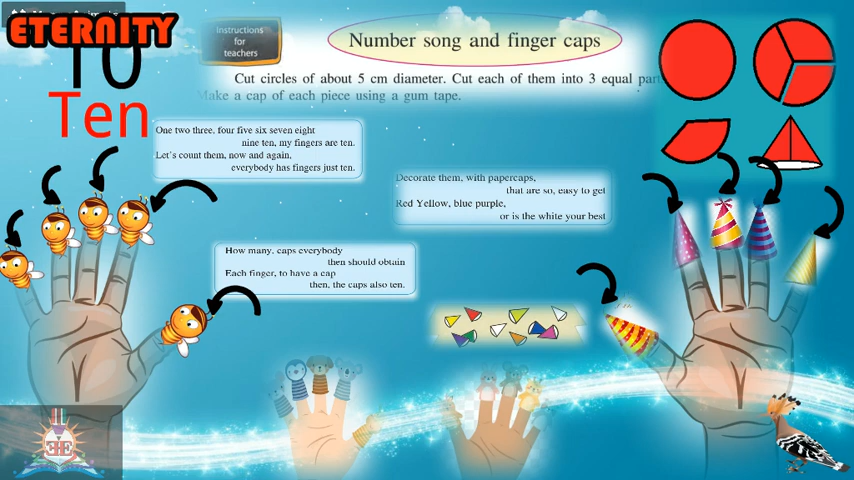 ETERNITY
10
Ten
Instructions
for
teachers
Number song and finger caps
Cut circles of about 5 cm diameter. Cut each of them into 3 equal part
Make a cap of each piece using a gum tape.
One two three, four five six seven eight
nine ten, my fingers are ten.
Let's count them, now and again,
everybody has fingers just ten.
Decorate them, with papercaps,
that are so, easy to get
Red Yellow, blue purple,
or is the white your best
How many, caps everybody
then should obtain
Each finger, to have a cap
then, the caps also ten.